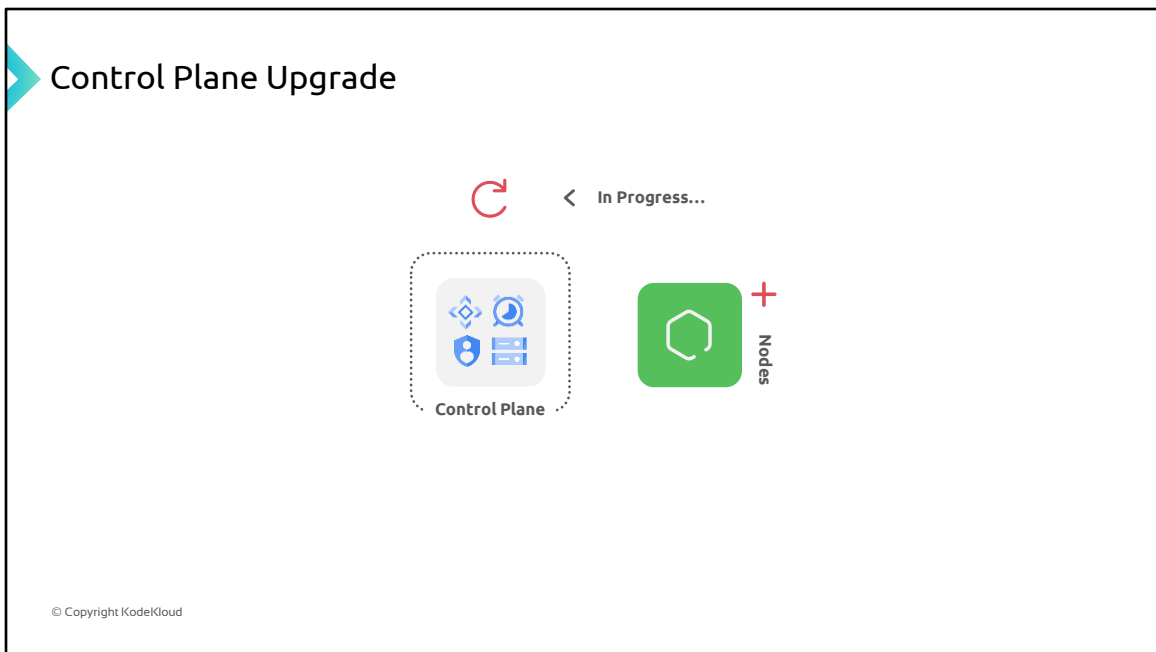 Control Plane Upgrade
In Progress...
Nodes
Control Plane
© Copyright KodeKloud